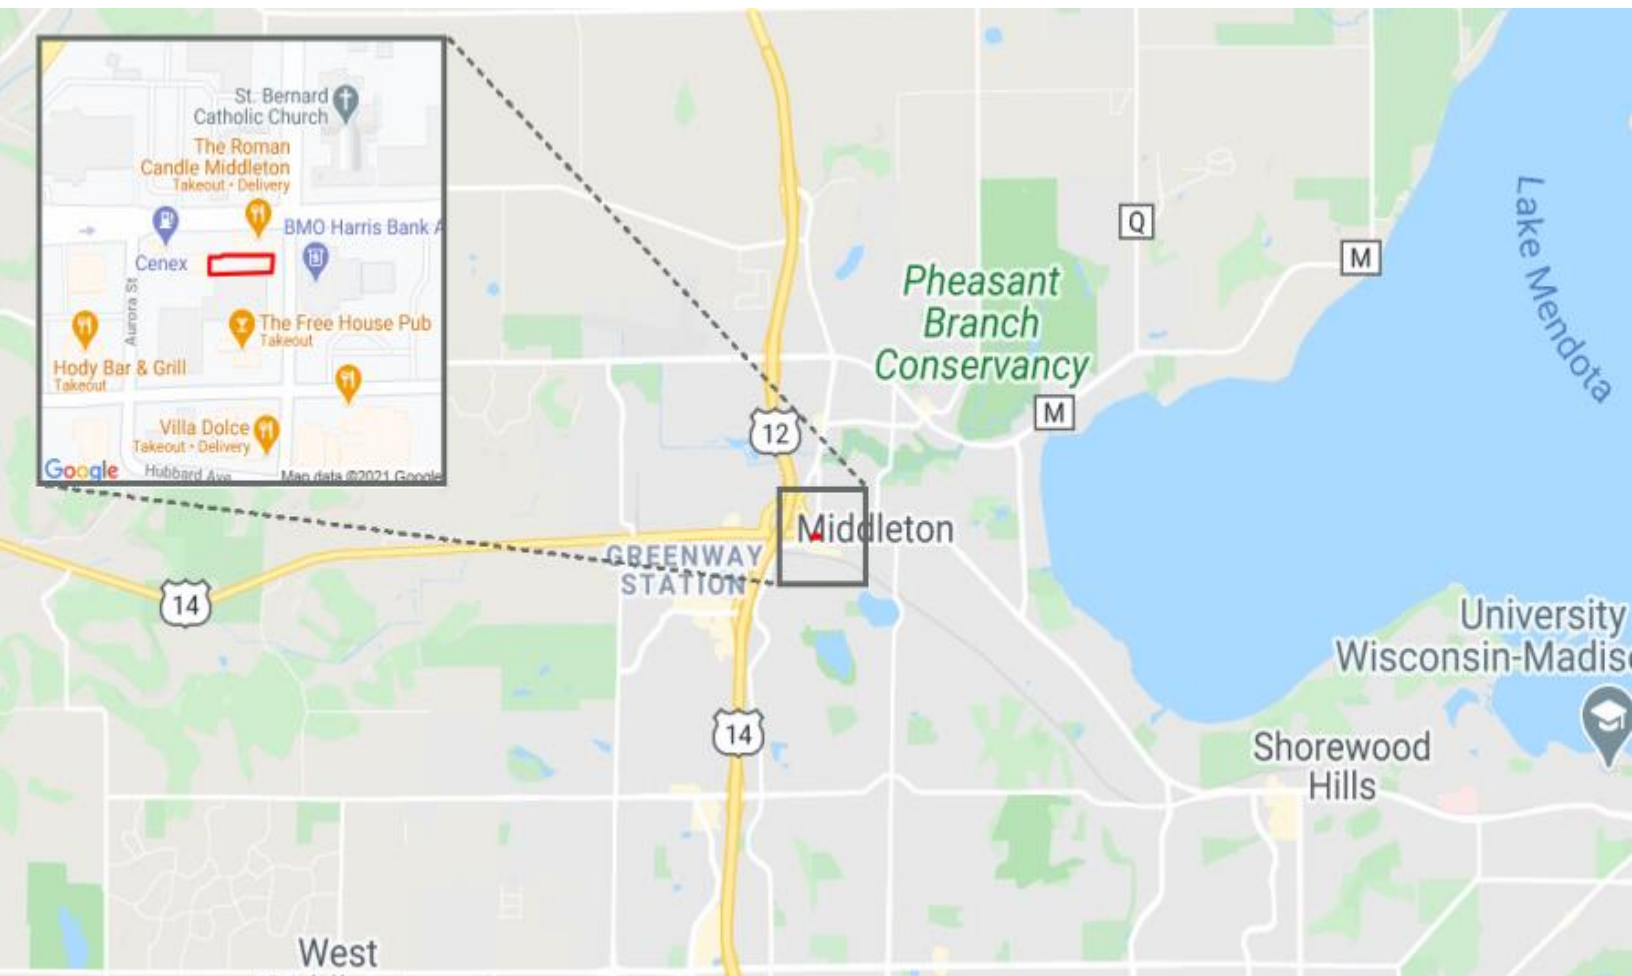 St. Bernard
Catholic Church
The Roman
Candle Middleton
Takeout • Delivery
BMO Harris Bank A
Cenex
Aurora St
The Free House Pub
Takeout
Hody Bar & Grill
Takeout
Villa Dolce
Takeout • Delivery
Google
Hubbard Ave
Map data ©2021 Google
Q
M
Lake Mendota
Pheasant
Branch
Conservancy
M
12
Middleton
GREENWAY
STATION
14
University
Wisconsin-Madis
14
Shorewood
Hills
West